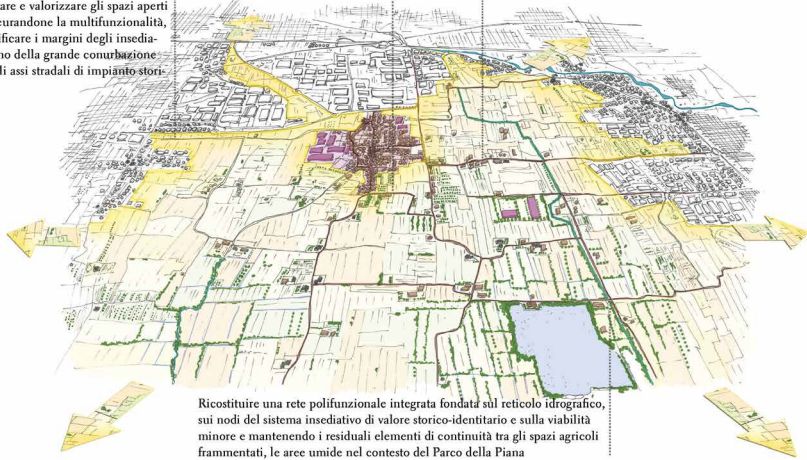 are e valorizzare gli spazi aperti
eurandone la multifunzionalità,
ificare i margini degli insedia-
no della grande conurbazione
li assi stradali di impianto stori-
Ricostituire una rete polifunzionale integrata fondata sul reticolo idrografico,
sui nodi del sistema insediativo di valore storico-identitario e sulla viabilità
minore e mantenendo i residuali elementi di continuità tra gli spazi agricoli
frammentati, le aree umide nel contesto del Parco della Piana